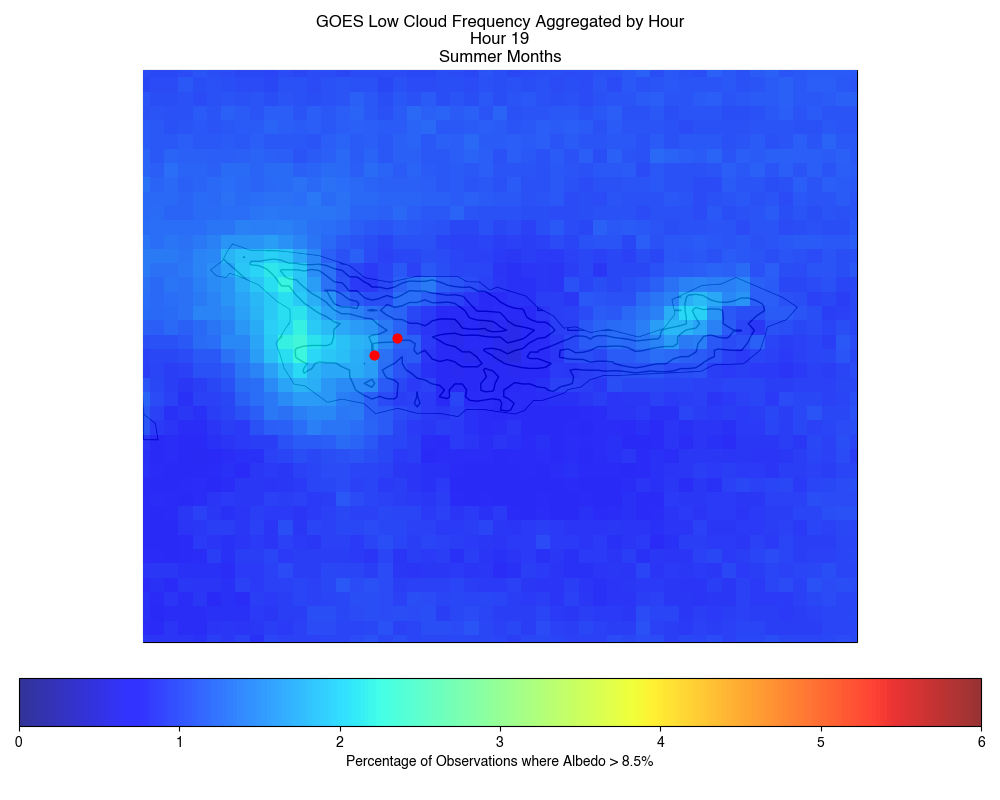 GOES Low Cloud Frequency Aggregated by Hour
Hour 19
Summer Months
0 1 2 3 4 5 6
Percentage of Observations where Albedo > 8.5%